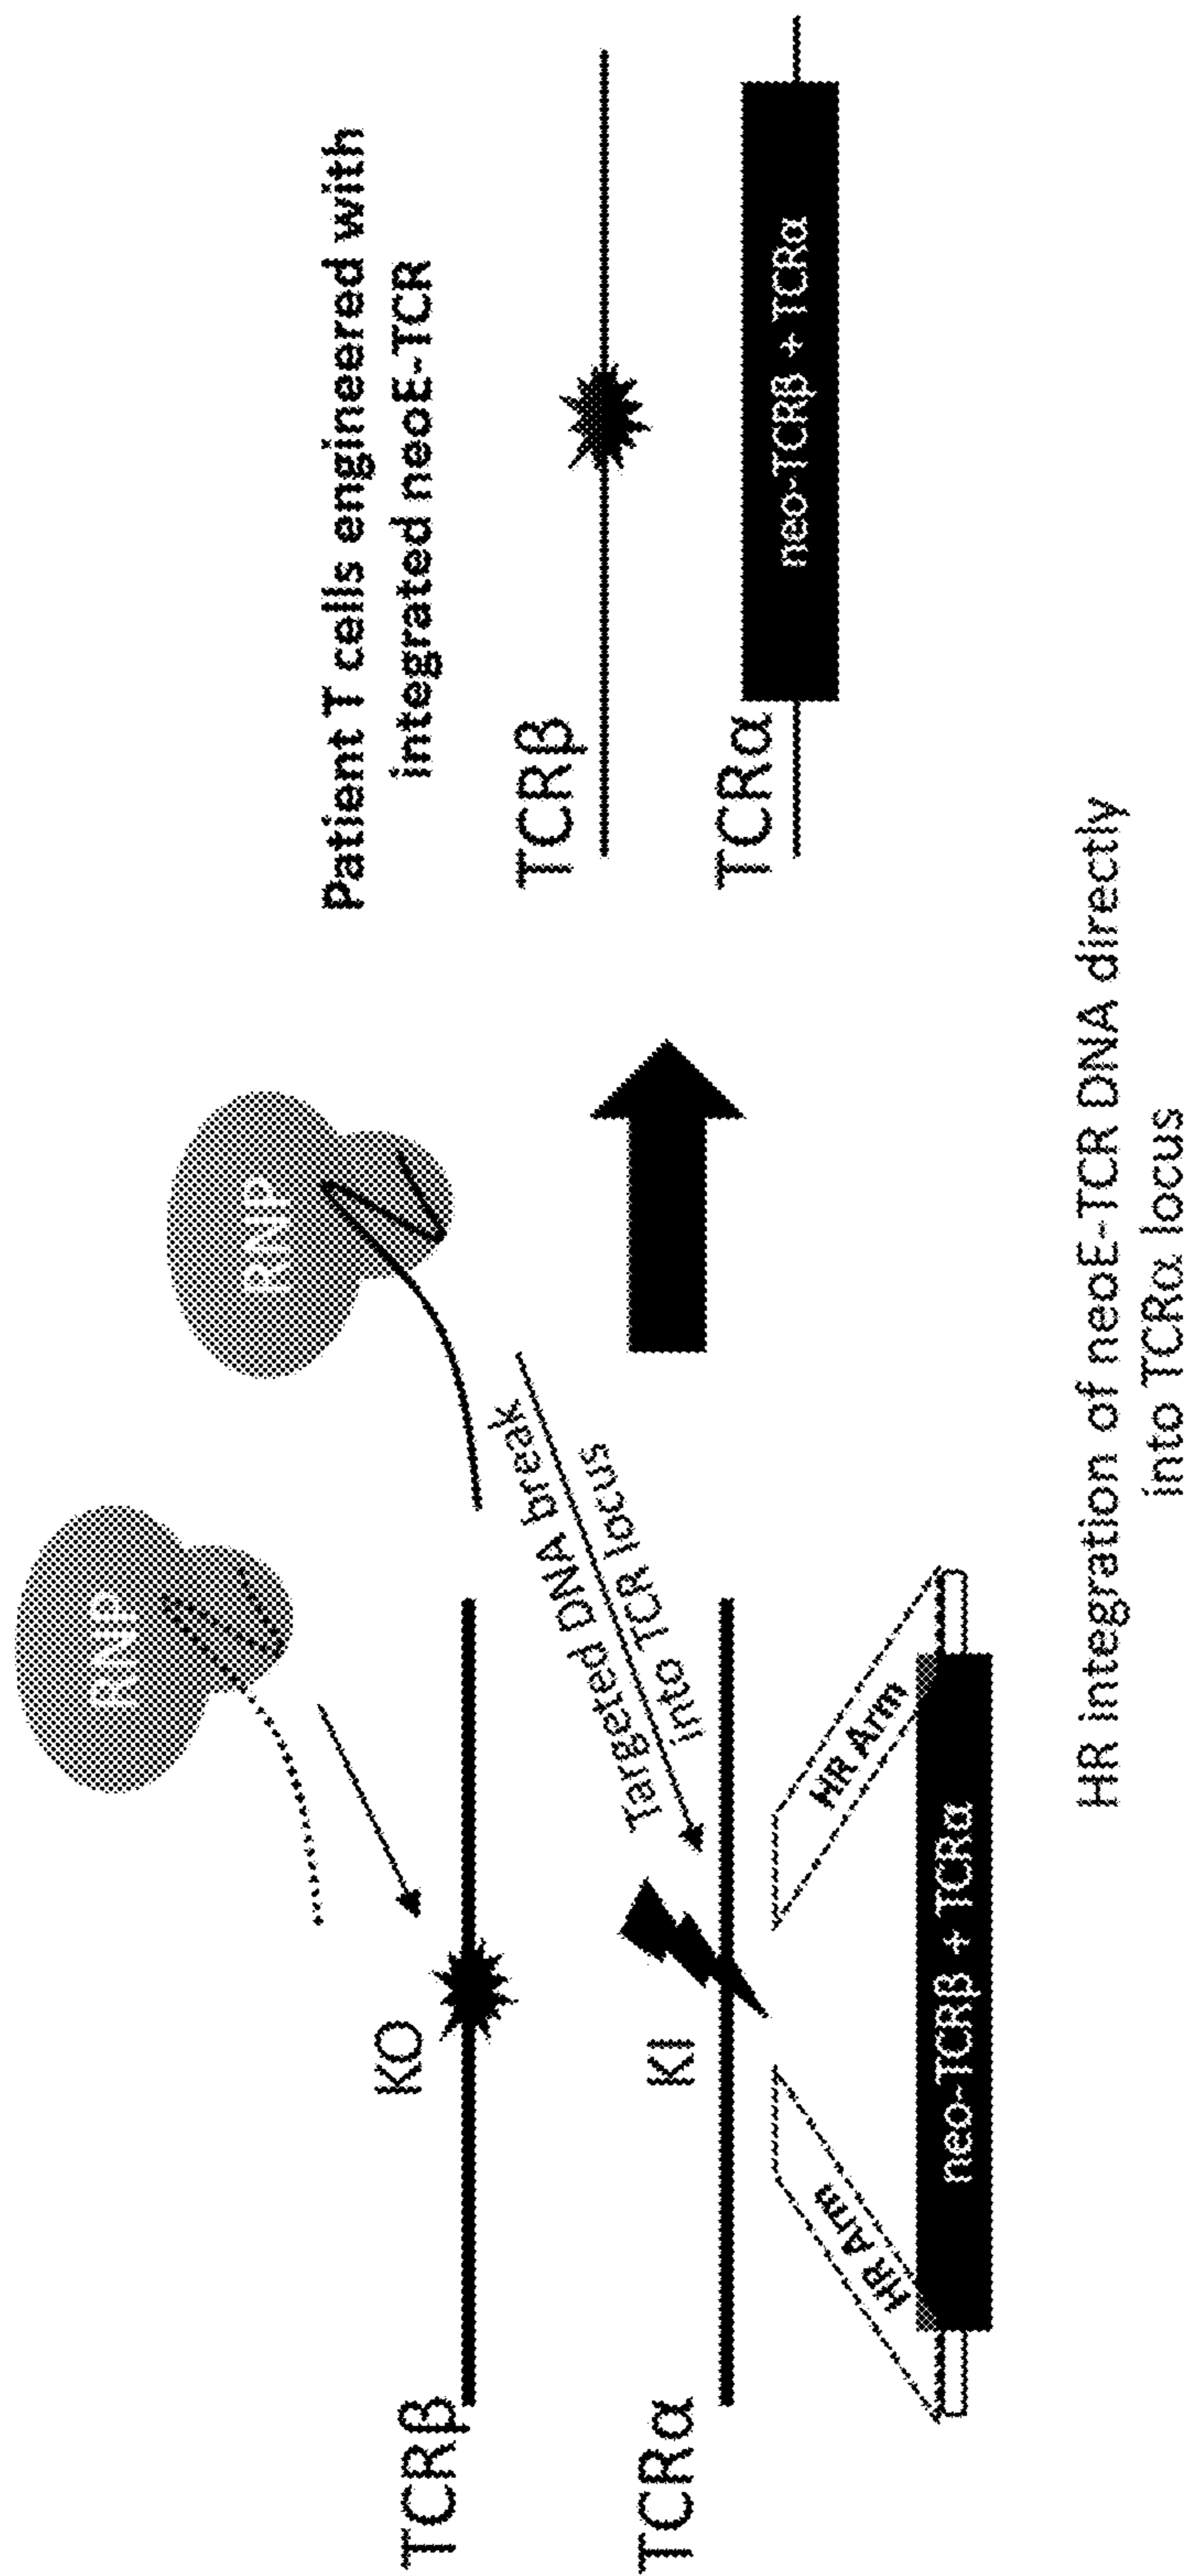 RNP
RNP
TCRβ
KO
Targeted DNA break
into TCR locus
TCRα
KI
HR Arm
HR Arm
neo-TCRβ + TCRα
Patient T cells engineered with
integrated neoE-TCR
TCRβ
TCRα
neo-TCRβ + TCRα
HR integration of neoE-TCR DNA directly
into TCRα locus